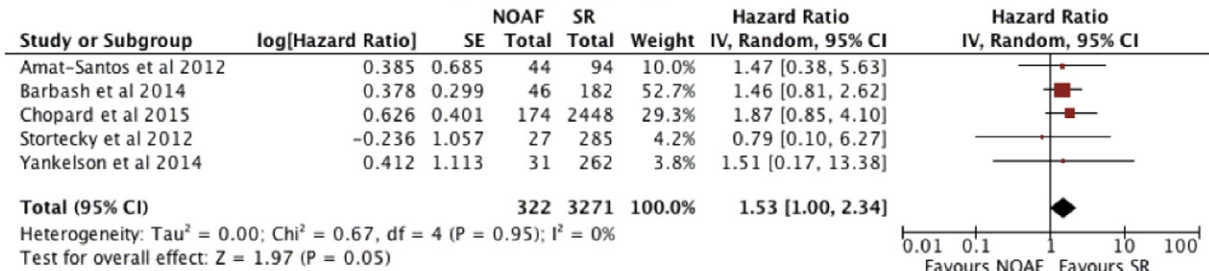 NOAF SR Hazard Ratio Hazard Ratio
Study or Subgroup log[Hazard Ratio] SE Total Total Weight IV, Random, 95% CI IV, Random, 95% CI
Amat-Santos et al 2012 0.385 0.685 44 94 10.0% 1.47 [0.38, 5.63]
Barbash et al 2014 0.378 0.299 46 182 52.7% 1.46 [0.81, 2.62]
Chopard et al 2015 0.626 0.401 174 2448 29.3% 1.87 [0.85, 4.10]
Stortecky et al 2012 -0.236 1.057 27 285 4.2% 0.79 [0.10, 6.27]
Yankelson et al 2014 0.412 1.113 31 262 3.8% 1.51 [0.17, 13.38]
Total (95% CI) 322 3271 100.0% 1.53 [1.00, 2.34]
Heterogeneity: Tau² = 0.00; Chi² = 0.67, df = 4 (P = 0.95); I² = 0%
Test for overall effect: Z = 1.97 (P = 0.05)
0.01 0.1 1 10 100
Favours NOAF Favours SR